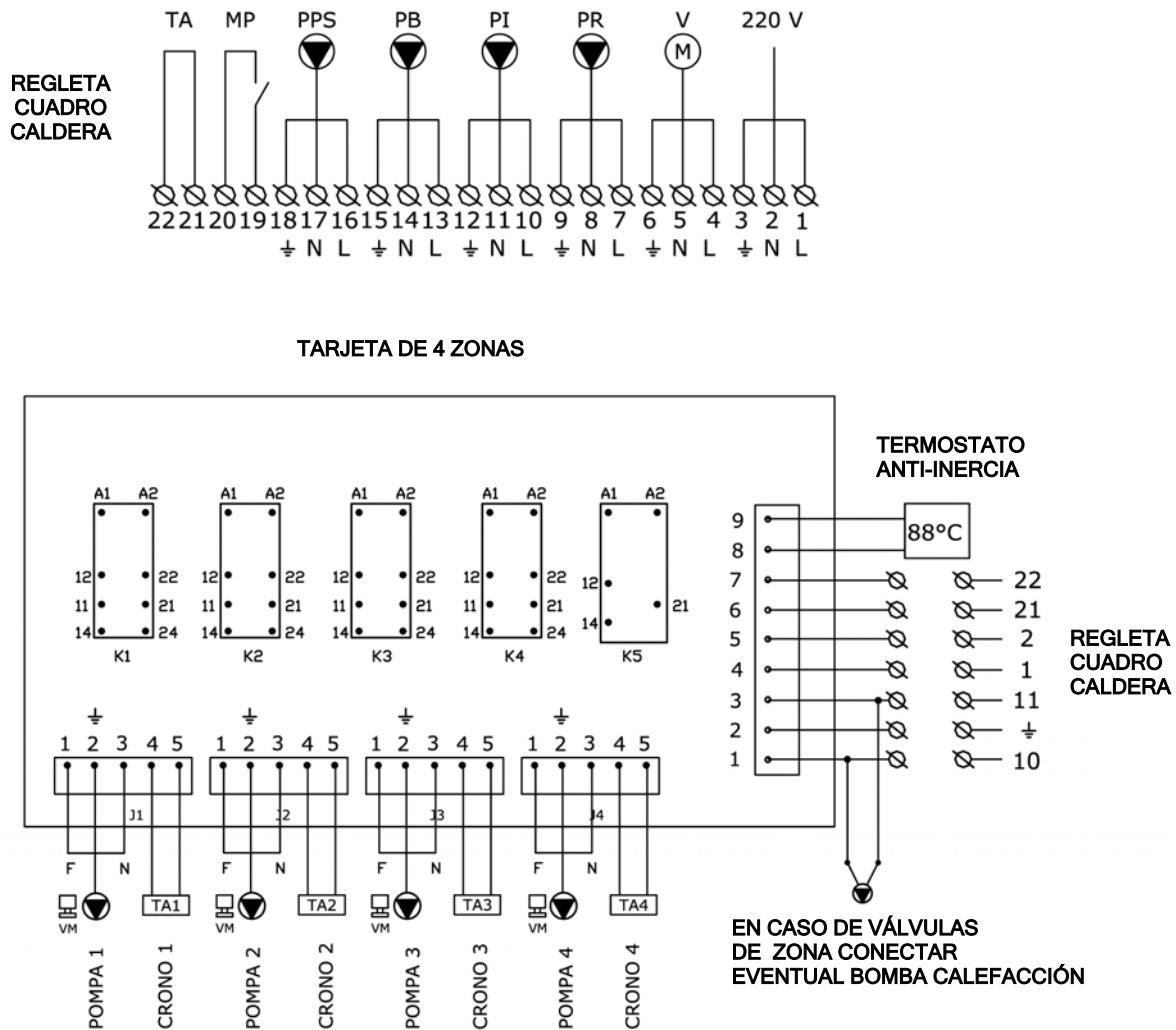 TA MP PPS PB PI PR V 220 V
M
REGLETA
CUADRO
CALDERA
22 21 20 19 18 17 16 15 14 13 12 11 10 9 8 7 6 5 4 3 2 1
⏚ N L ⏚ N L ⏚ N L ⏚ N L ⏚ N L ⏚ N L
TARJETA DE 4 ZONAS
TERMOSTATO
ANTI-INERCIA
88°C
A1 A2 A1 A2 A1 A2 A1 A2 A1 A2
12 22 12 22 12 22 12 22 12
11 21 11 21 11 21 11 21 21
14 24 14 24 14 24 14 24 14
K1 K2 K3 K4 K5
9
8
7 22
6 21
5 2
4 1
3 11
2 ⏚
1 10
REGLETA
CUADRO
CALDERA
⏚ ⏚ ⏚ ⏚
1 2 3 4 5 1 2 3 4 5 1 2 3 4 5 1 2 3 4 5
J1 J2 J3 J4
F N F N F N F N
VM TA1 VM TA2 VM TA3 VM TA4
POMPA 1
CRONO 1
POMPA 2
CRONO 2
POMPA 3
CRONO 3
POMPA 4
CRONO 4
EN CASO DE VÁLVULAS
DE ZONA CONECTAR
EVENTUAL BOMBA CALEFACCIÓN